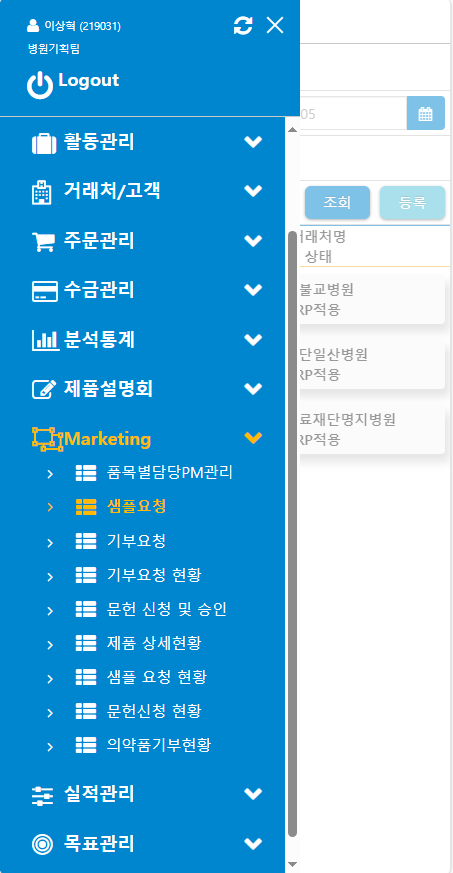 이상혁 (219031)
병원기획팀
Logout
05
활동관리
거래처/고객
조회
등록
거래처명
상태
주문관리
불교병원
RP적용
수금관리
분석통계
단일산병원
RP적용
제품설명회
료재단명지병원
RP적용
Marketing
품목별담당PM관리
샘플요청
기부요청
기부요청 현황
문헌 신청 및 승인
제품 상세현황
샘플 요청 현황
문헌신청 현황
의약품기부현황
실적관리
목표관리